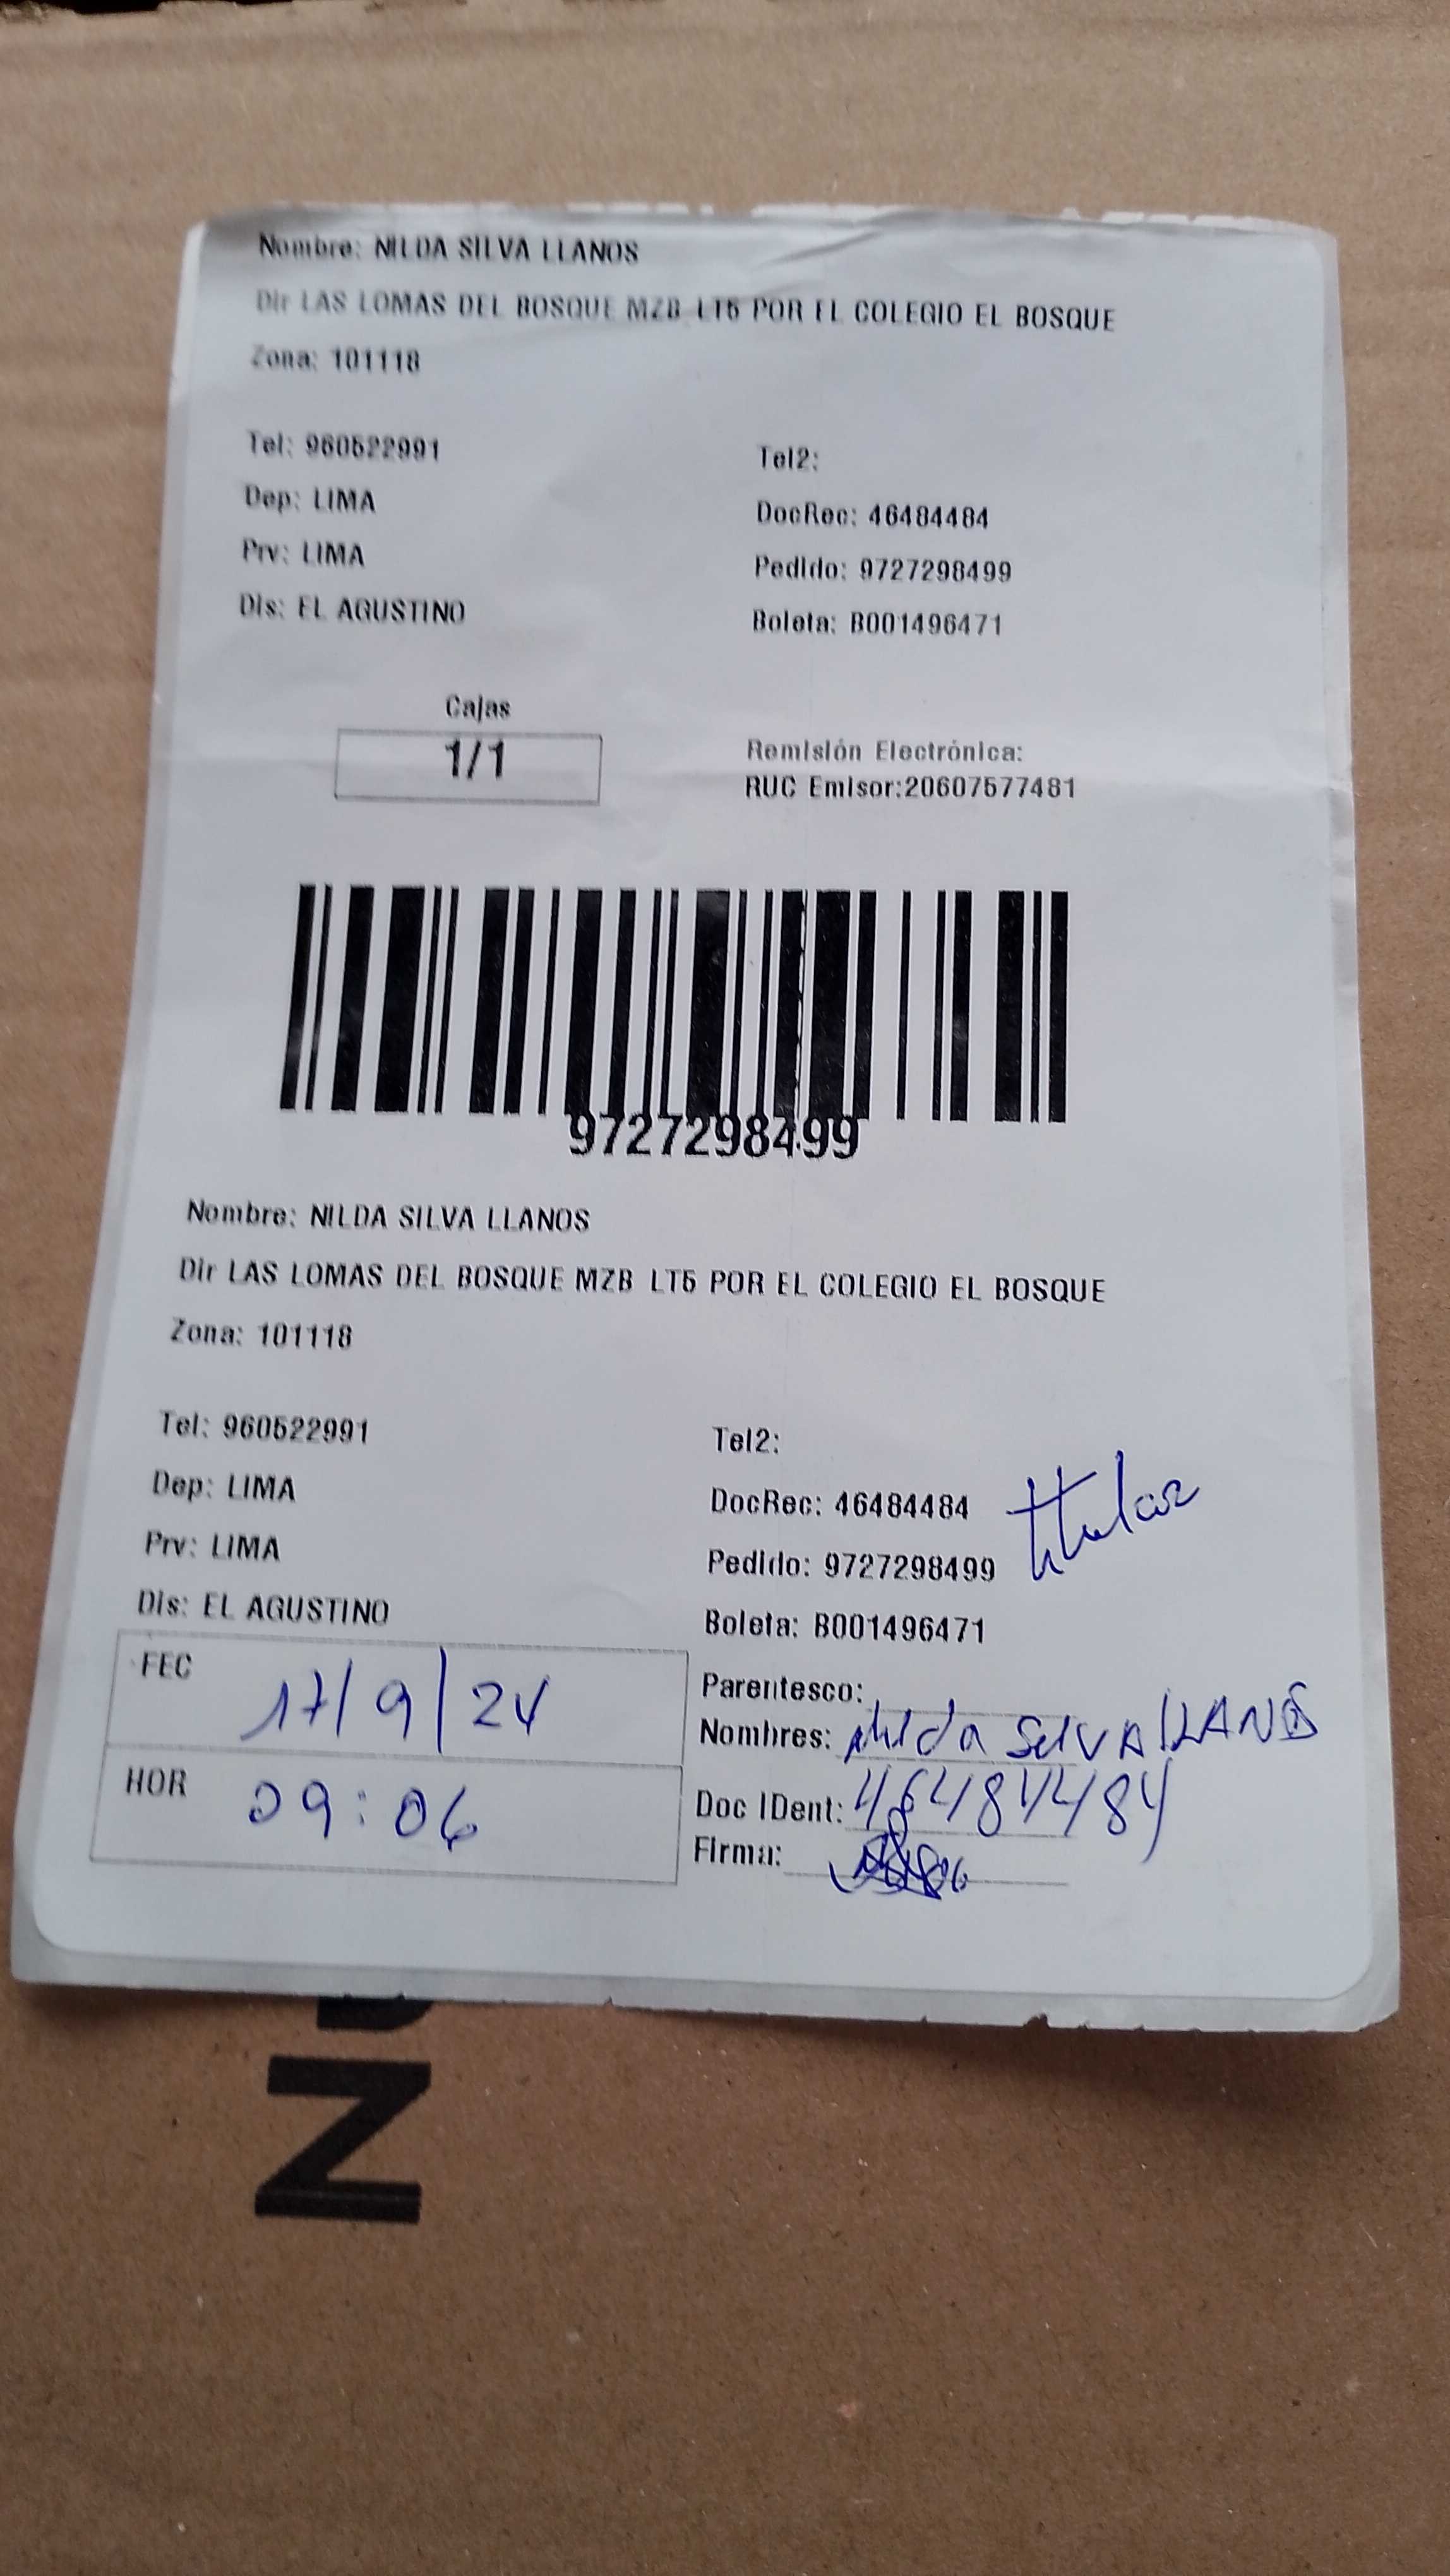 Nombre: NILDA SILVA LLANOS
Dir LAS LOMAS DEL BOSQUE MZB LT5 POR EL COLEGIO EL BOSQUE
Zona: 101118
Tel: 960522991 Tel2:
Dep: LIMA DocRec: 46484484
Prv: LIMA Pedido: 9727298499
Dis: EL AGUSTINO Boleta: B001496471
Cajas
1/1
Remisión Electrónica:
RUC Emisor:20607577481
9727298499
Nombre: NILDA SILVA LLANOS
Dir LAS LOMAS DEL BOSQUE MZB LT5 POR EL COLEGIO EL BOSQUE
Zona: 101118
Tel: 960522991 Tel2:
Dep: LIMA DocRec: 46484484 titular
Prv: LIMA Pedido: 9727298499
Dis: EL AGUSTINO Boleta: B001496471
FEC 17/9/24 Parentesco:
Nombres: Nilda SilVA llANOS
HOR 09:06 Doc IDent: 46484484
Firma: